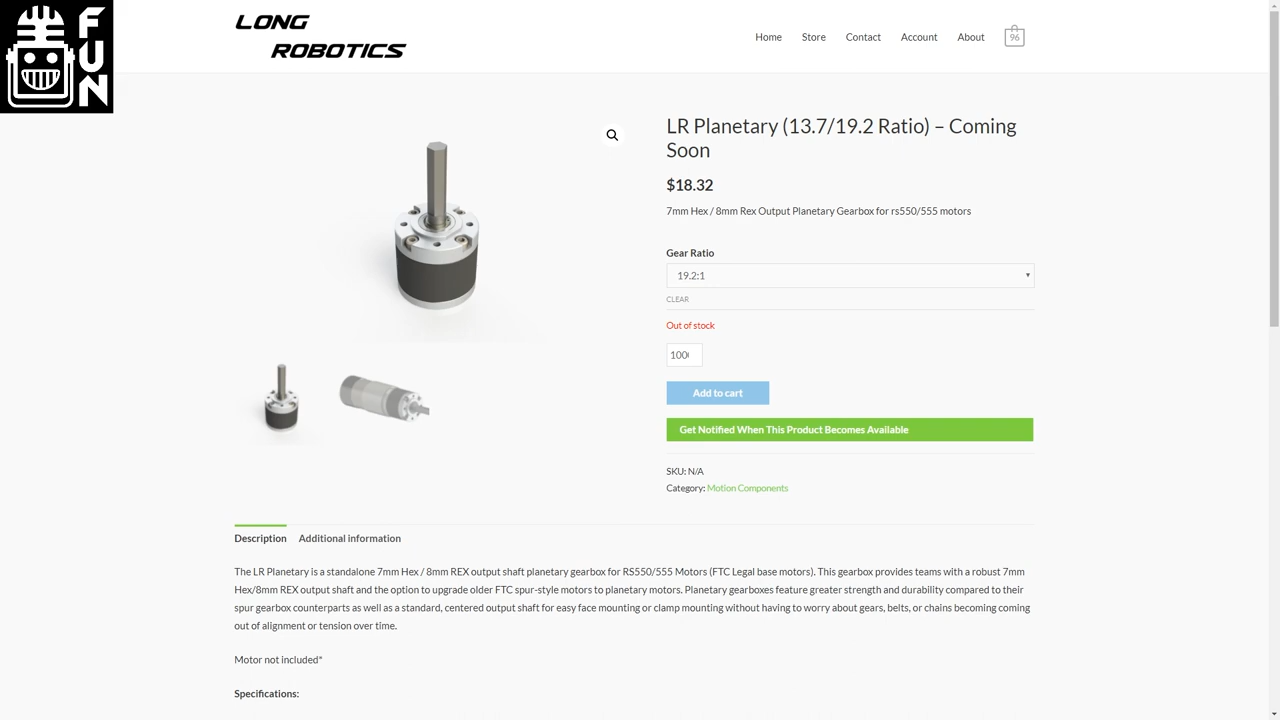 FUN
LONG
ROBOTICS
Home Store Contact Account About 96
LR Planetary (13.7/19.2 Ratio) – Coming
Soon
$18.32
7mm Hex / 8mm Rex Output Planetary Gearbox for rs550/555 motors
Gear Ratio
19.2:1
CLEAR
Out of stock
Add to cart
Get Notified When This Product Becomes Available
SKU: N/A
Category: Motion Components
Description Additional information
The LR Planetary is a standalone 7mm Hex / 8mm REX output shaft planetary gearbox for RS550/555 Motors (FTC Legal base motors). This gearbox provides teams with a robust 7mm
Hex/8mm REX output shaft and the option to upgrade older FTC spur-style motors to planetary motors. Planetary gearboxes feature greater strength and durability compared to their
spur gearbox counterparts as well as a standard, centered output shaft for easy face mounting or clamp mounting without having to worry about gears, belts, or chains becoming coming
out of alignment or tension over time.
Motor not included*
Specifications: